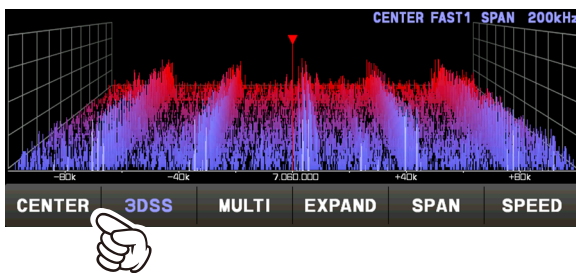 CENTER FAST1 SPAN 200kHz
-80k -40k 7.060.000 +40k +80k
CENTER 3DSS MULTI EXPAND SPAN SPEED